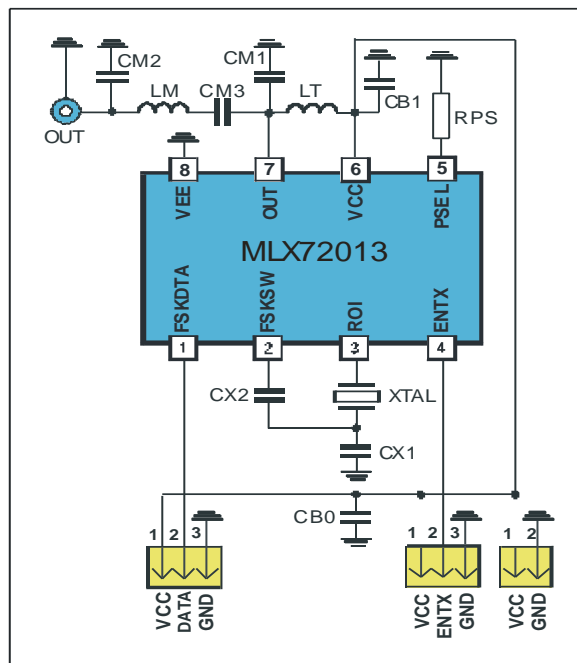 CM2
CM1
LM
CM3
LT
CB1
RPS
OUT
8
7
6
5
VEE
OUT
VCC
PSEL
MLX72013
FSKDTA
FSKSW
ROI
ENTX
1
2
3
4
CX2
XTAL
CX1
CB0
1 2 3
1 2 3
1 2
VCC
DATA
GND
VCC
ENTX
GND
VCC
GND